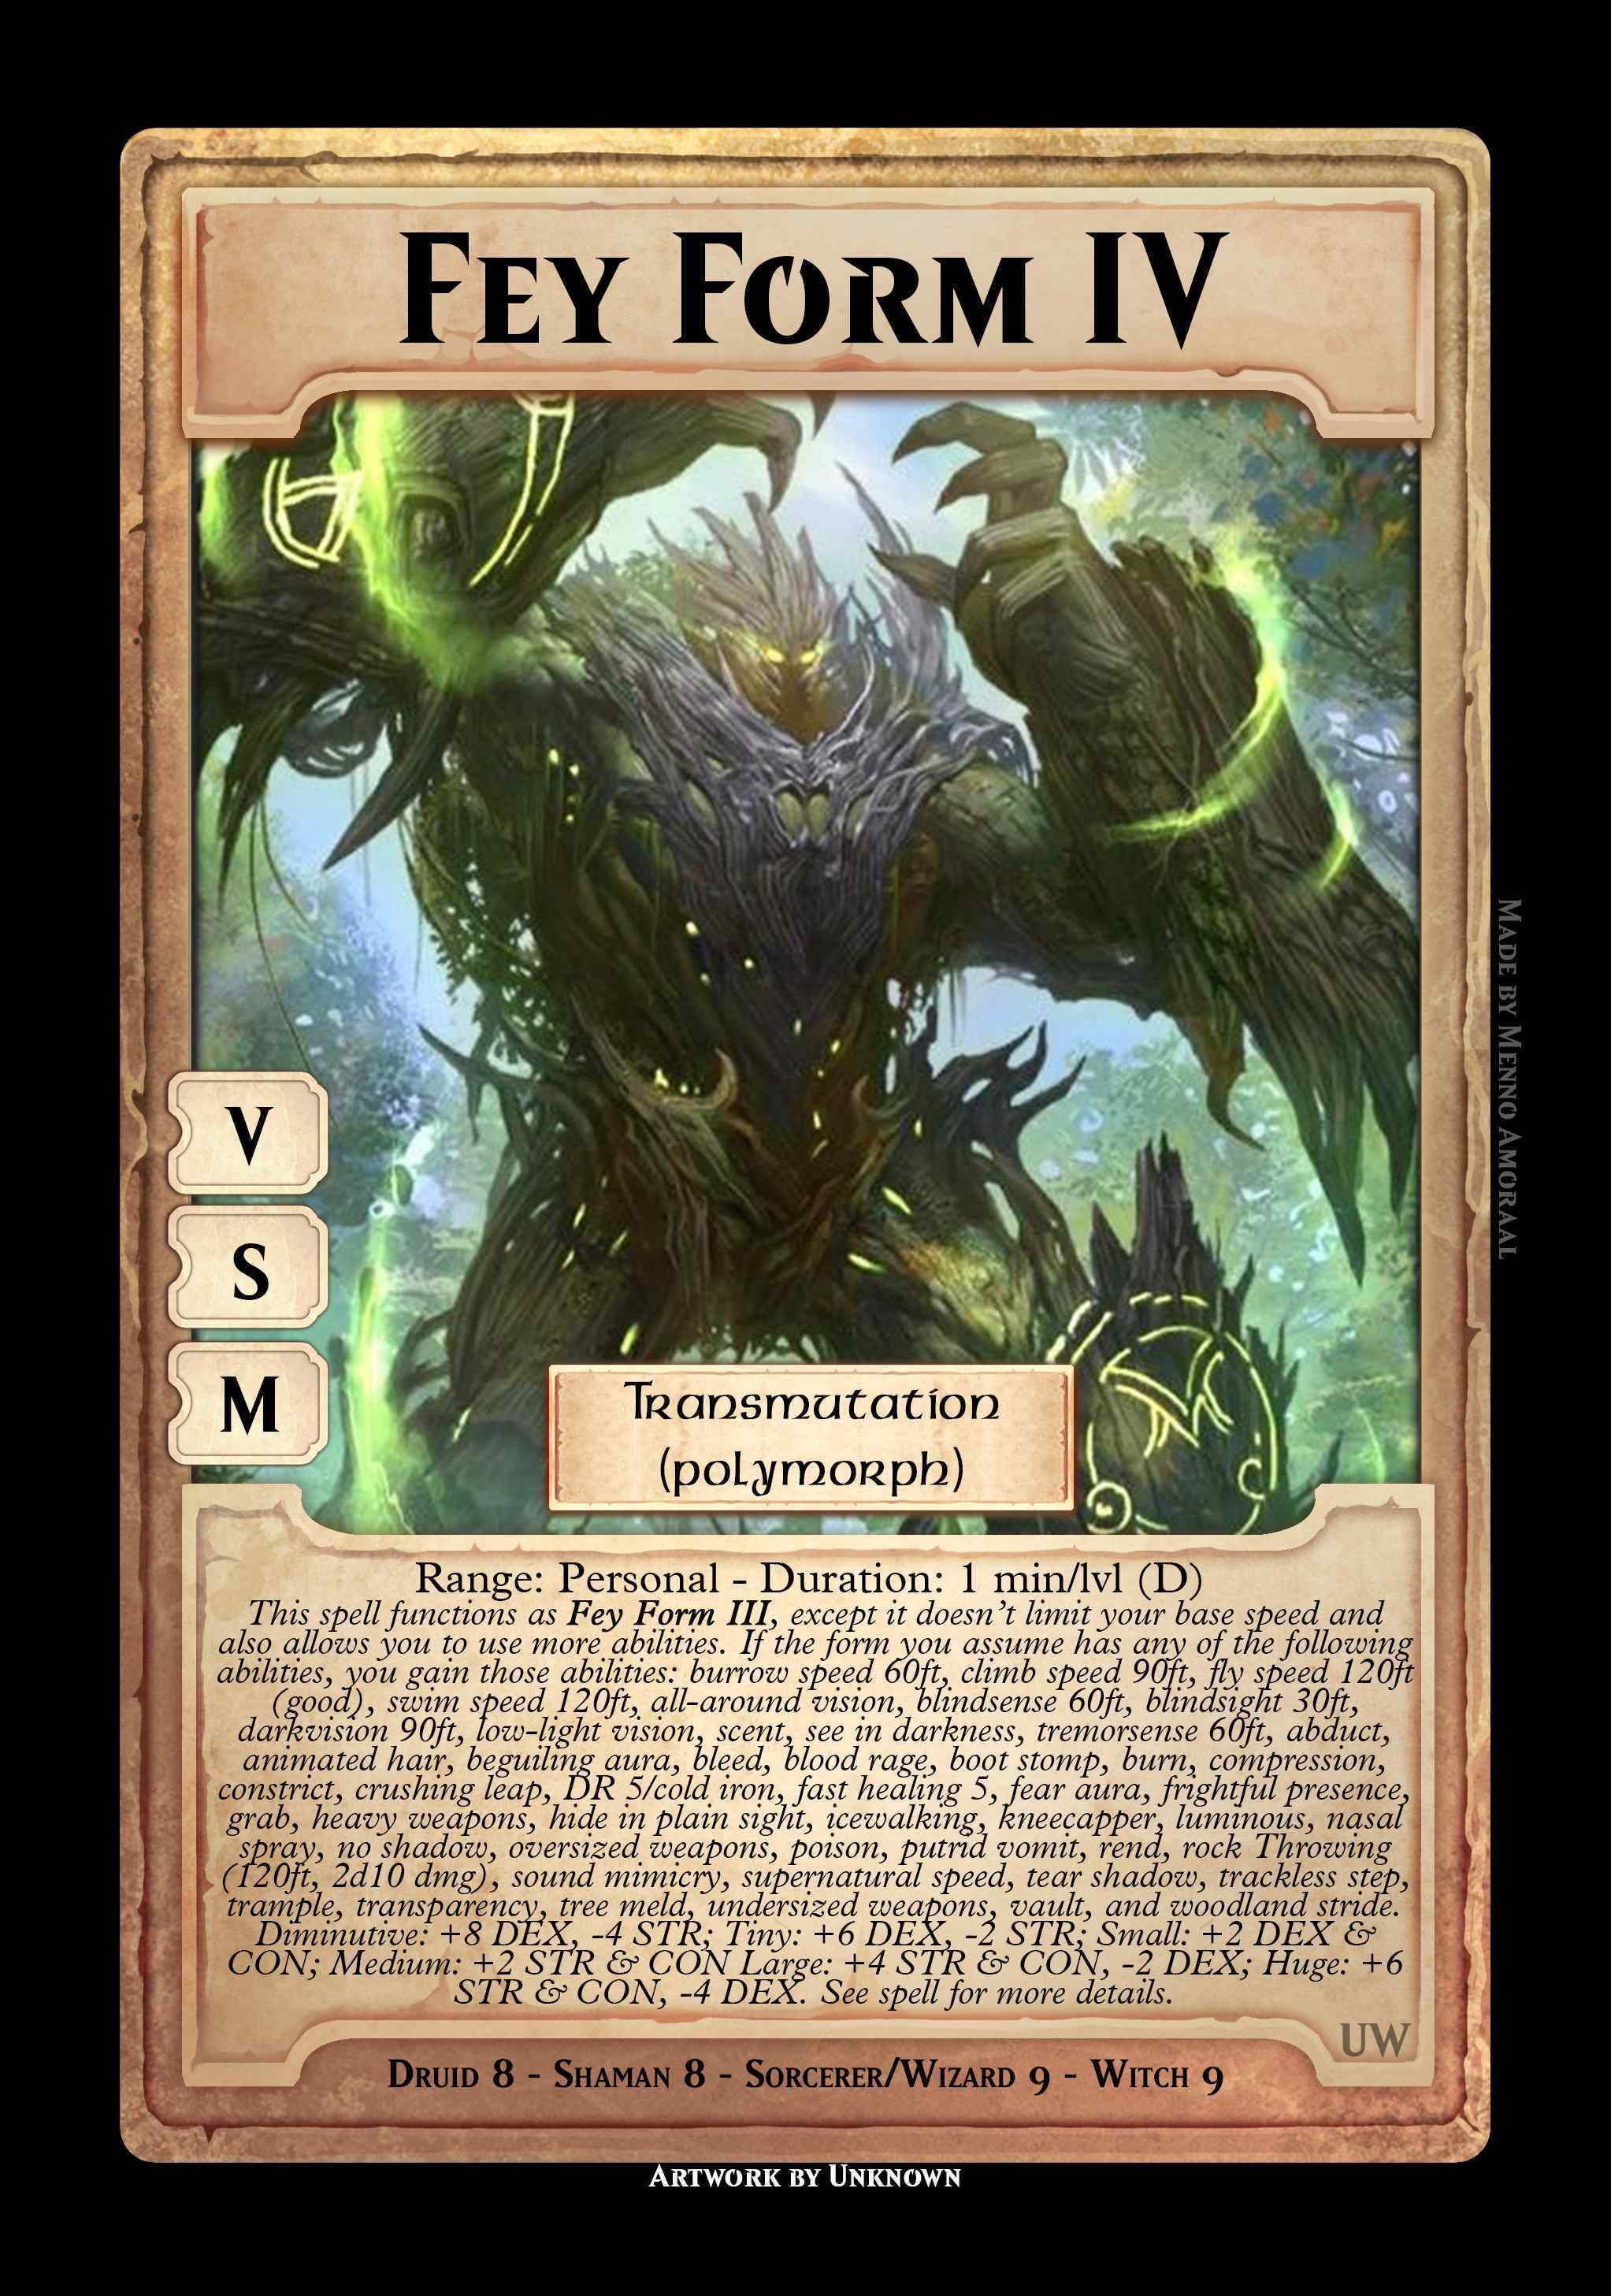 Fey Form IV
V
S
M
Transmutation
(polymorph)
Range: Personal - Duration: 1 min/lvl (D)
This spell functions as Fey Form III, except it doesn't limit your base speed and
also allows you to use more abilities. If the form you assume has any of the following
abilities, you gain those abilities: burrow speed 60ft, climb speed 90ft, fly speed 120ft
(good), swim speed 120ft, all-around vision, blindsense 60ft, blindsight 30ft,
darkvision 90ft, low-light vision, scent, see in darkness, tremorsense 60ft, abduct,
animated hair, beguiling aura, bleed, blood rage, boot stomp, burn, compression,
constrict, crushing leap, DR 5/cold iron, fast healing 5, fear aura, frightful presence,
grab, heavy weapons, hide in plain sight, icewalking, kneecapper, luminous, nasal
spray, no shadow, oversized weapons, poison, putrid vomit, rend, rock Throwing
(120ft, 2d10 dmg), sound mimicry, supernatural speed, tear shadow, trackless step,
trample, transparency, tree meld, undersized weapons, vault, and woodland stride.
Diminutive: +8 DEX, -4 STR; Tiny: +6 DEX, -2 STR; Small: +2 DEX &
CON; Medium: +2 STR & CON Large: +4 STR & CON, -2 DEX; Huge: +6
STR & CON, -4 DEX. See spell for more details.
UW
Druid 8 - Shaman 8 - Sorcerer/Wizard 9 - Witch 9
Artwork by Unknown
Made by Menno Amoraal